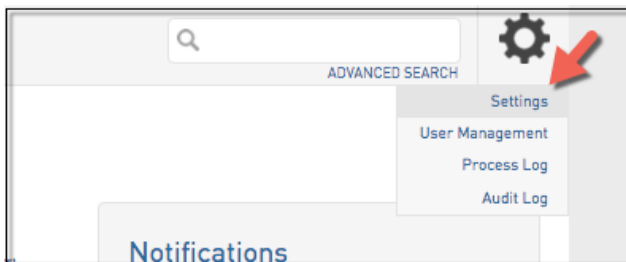 ADVANCED SEARCH
Settings
User Management
Process Log
Audit Log
Notifications